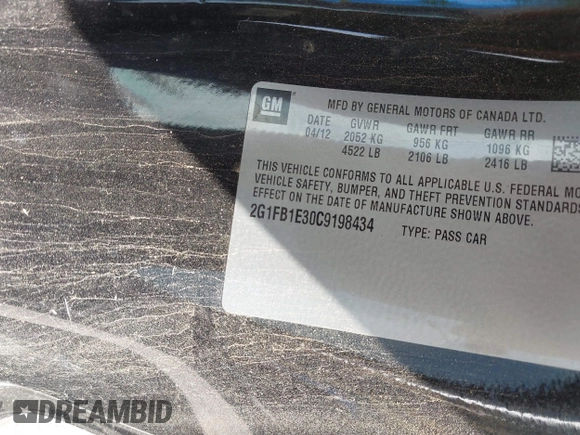 GM
MFD BY GENERAL MOTORS OF CANADA LTD.
DATE GVWR GAWR FRT GAWR RR
04/12 2052 KG 956 KG 1096 KG
4522 LB 2106 LB 2416 LB
THIS VEHICLE CONFORMS TO ALL APPLICABLE U.S. FEDERAL MO
VEHICLE SAFETY, BUMPER, AND THEFT PREVENTION STANDARDS
EFFECT ON THE DATE OF MANUFACTURE SHOWN ABOVE.
2G1FB1E30C9198434 TYPE: PASS CAR
DREAMBID